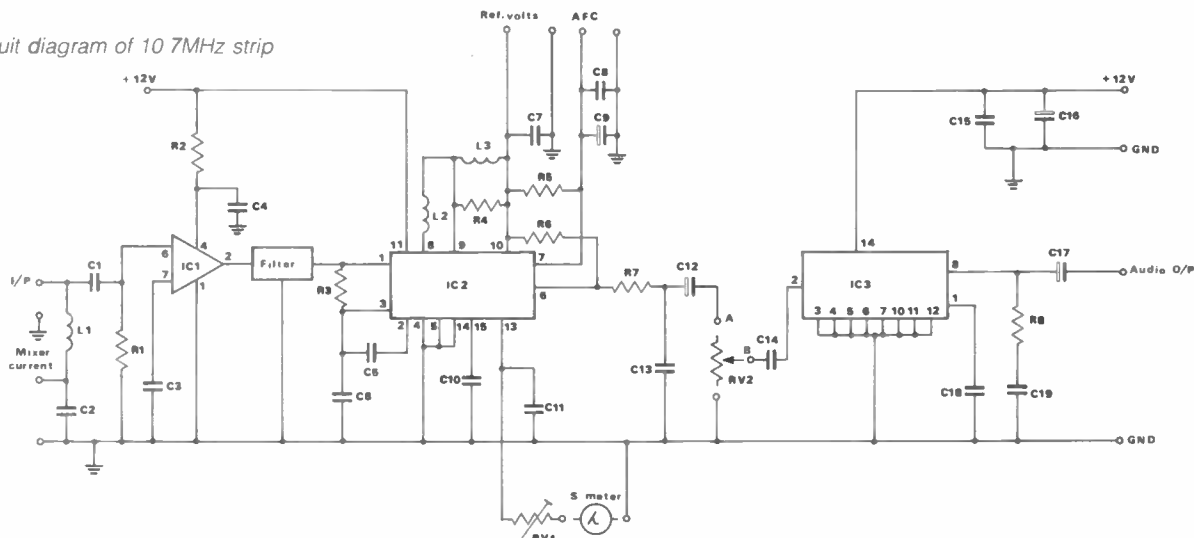 uit diagram of 10 7MHz strip
Ref.volts
AFC
+12V
+12V
C8
C7
C9
C15
C16
R2
L3
GND
R5
C4
L2
R4
R6
11
8
9
10
4
7
14
C1
6
IC1
2
Filter
1
C12
C17
I/P
7
R3
IC2
6
R7
2
IC3
8
Audio O/P
3
A
1
L1
1
2
4
5
14
15
13
3
4
5
6
7
10
11
12
C14
R8
Mixer
current
R1
C5
B
C3
C13
RV2
C2
C6
C10
C11
C18
C19
GND
S meter